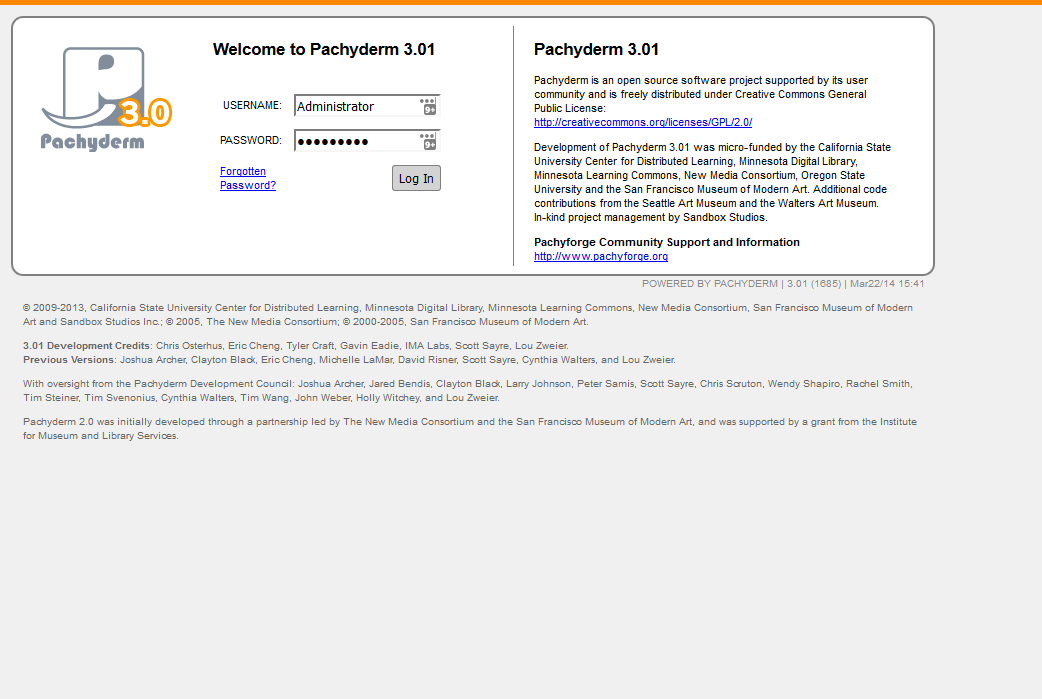 3.0
Pachyderm
Welcome to Pachyderm 3.01
USERNAME:
Administrator
9+
PASSWORD:
●●●●●●●●●
9+
Forgotten
Password?
Log In
Pachyderm 3.01
Pachyderm is an open source software project supported by its user
community and is freely distributed under Creative Commons General
Public License:
http://creativecommons.org/licenses/GPL/2.0/
Development of Pachyderm 3.01 was micro-funded by the California State
University Center for Distributed Learning, Minnesota Digital Library,
Minnesota Learning Commons, New Media Consortium, Oregon State
University and the San Francisco Museum of Modern Art. Additional code
contributions from the Seattle Art Museum and the Walters Art Museum.
In-kind project management by Sandbox Studios.
Pachyforge Community Support and Information
http://www.pachyforge.org
POWERED BY PACHYDERM | 3.01 (1685) | Mar22/14 15:41
© 2009-2013, California State University Center for Distributed Learning, Minnesota Digital Library, Minnesota Learning Commons, New Media Consortium, San Francisco Museum of Modern
Art and Sandbox Studios Inc.; © 2005, The New Media Consortium; © 2000-2005, San Francisco Museum of Modern Art.
3.01 Development Credits: Chris Osterhus, Eric Cheng, Tyler Craft, Gavin Eadie, IMA Labs, Scott Sayre, Lou Zweier.
Previous Versions: Joshua Archer, Clayton Black, Eric Cheng, Michelle LaMar, David Risner, Scott Sayre, Cynthia Walters, and Lou Zweier.
With oversight from the Pachyderm Development Council: Joshua Archer, Jared Bendis, Clayton Black, Larry Johnson, Peter Samis, Scott Sayre, Chris Scruton, Wendy Shapiro, Rachel Smith,
Tim Steiner, Tim Svenonius, Cynthia Walters, Tim Wang, John Weber, Holly Witchey, and Lou Zweier.
Pachyderm 2.0 was initially developed through a partnership led by The New Media Consortium and the San Francisco Museum of Modern Art, and was supported by a grant from the Institute
for Museum and Library Services.